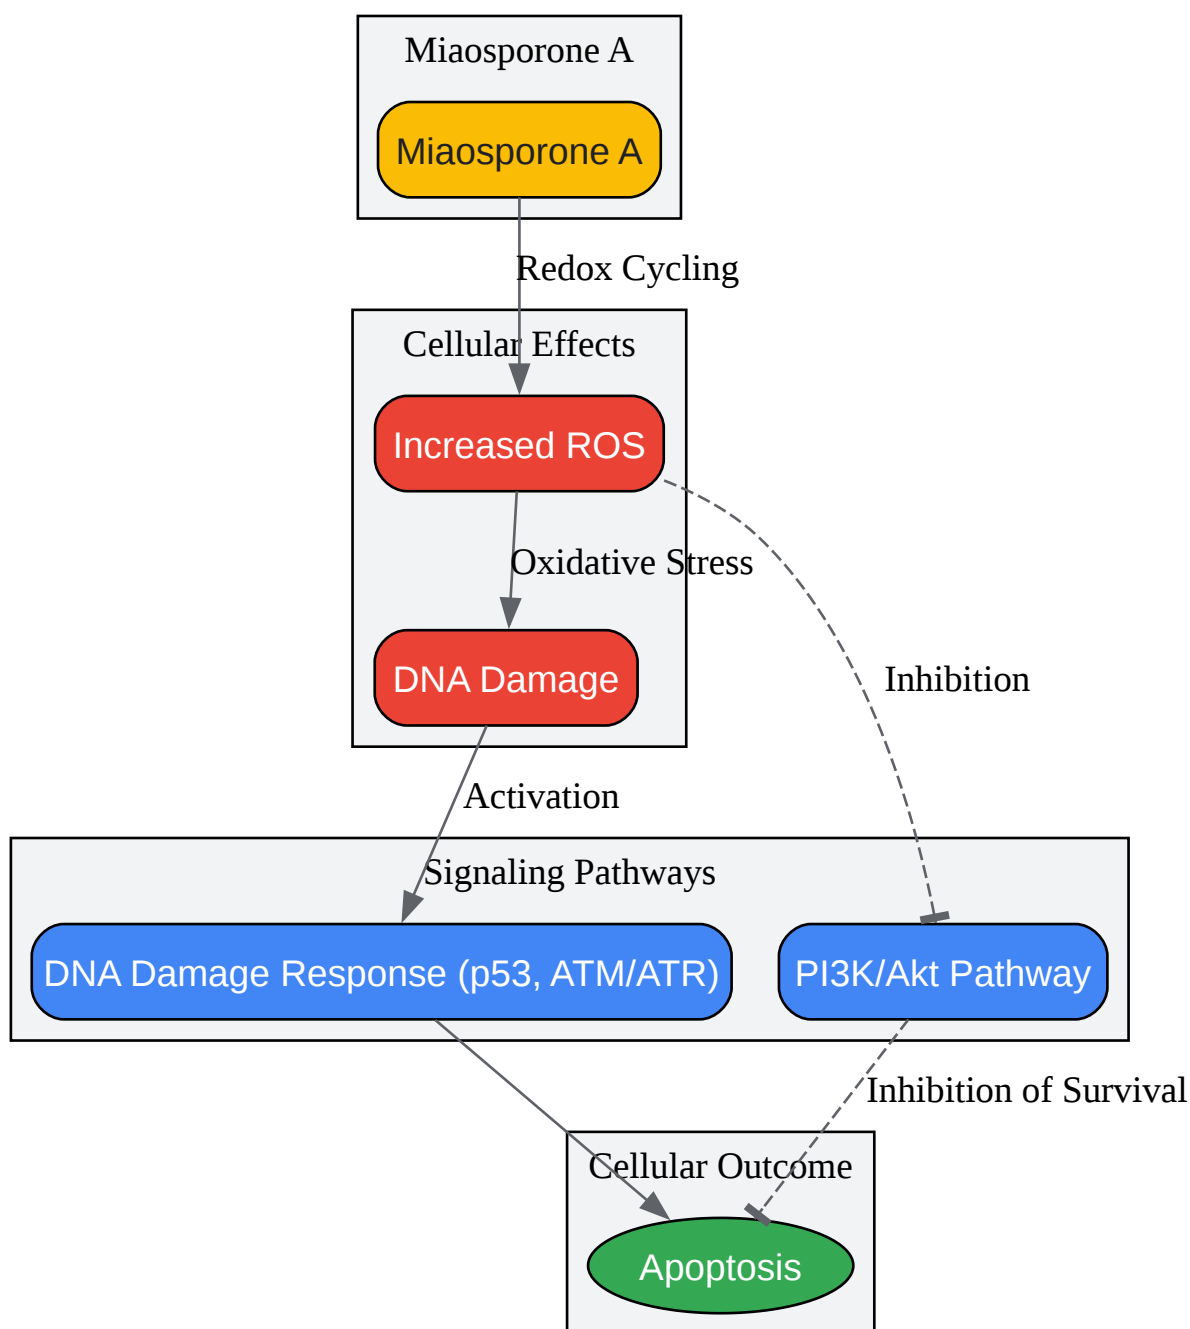 Miaosporone A
Miaosporone A
Redox Cycling
Cellular Effects
Increased ROS
Oxidative Stress
DNA Damage
Inhibition
Activation
Signaling Pathways
DNA Damage Response (p53, ATM/ATR)
PI3K/Akt Pathway
Inhibition of Survival
Cellular Outcome
Apoptosis